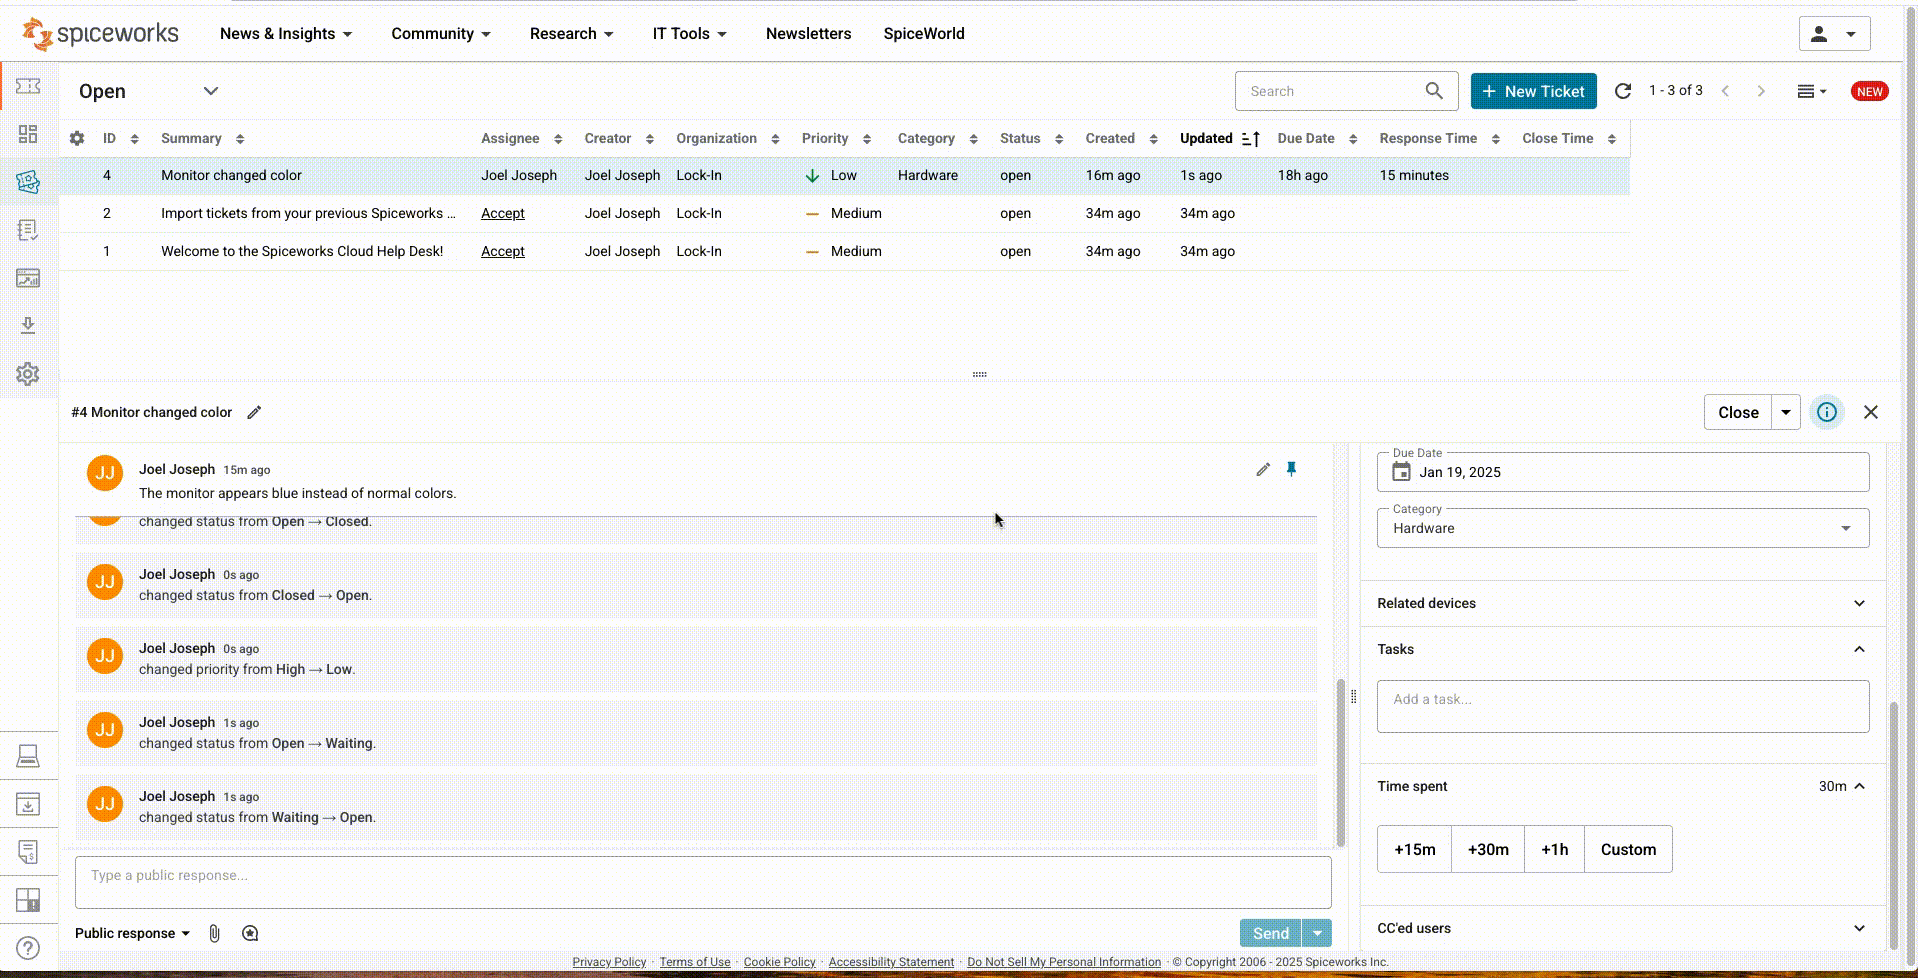 spiceworks
News & Insights Community Research IT Tools Newsletters SpiceWorld
Open
Search
+ New Ticket
1 - 3 of 3
NEW
ID Summary Assignee Creator Organization Priority Category Status Created Updated Due Date Response Time Close Time
4 Monitor changed color Joel Joseph Joel Joseph Lock-In Low Hardware open 16m ago 1s ago 18h ago 15 minutes
2 Import tickets from your previous Spiceworks ... Accept Joel Joseph Lock-In Medium open 34m ago 34m ago
1 Welcome to the Spiceworks Cloud Help Desk! Accept Joel Joseph Lock-In Medium open 34m ago 34m ago
#4 Monitor changed color
Close
JJ
Joel Joseph 15m ago
The monitor appears blue instead of normal colors.
changed status from Open → Closed.
JJ
Joel Joseph 0s ago
changed status from Closed → Open.
JJ
Joel Joseph 0s ago
changed priority from High → Low.
JJ
Joel Joseph 1s ago
changed status from Open → Waiting.
JJ
Joel Joseph 1s ago
changed status from Waiting → Open.
Type a public response...
Public response
Send
Due Date
Jan 19, 2025
Category
Hardware
Related devices
Tasks
Add a task...
Time spent 30m
+15m +30m +1h Custom
CC'ed users
Privacy Policy · Terms of Use · Cookie Policy · Accessibility Statement · Do Not Sell My Personal Information · © Copyright 2006 - 2025 Spiceworks Inc.